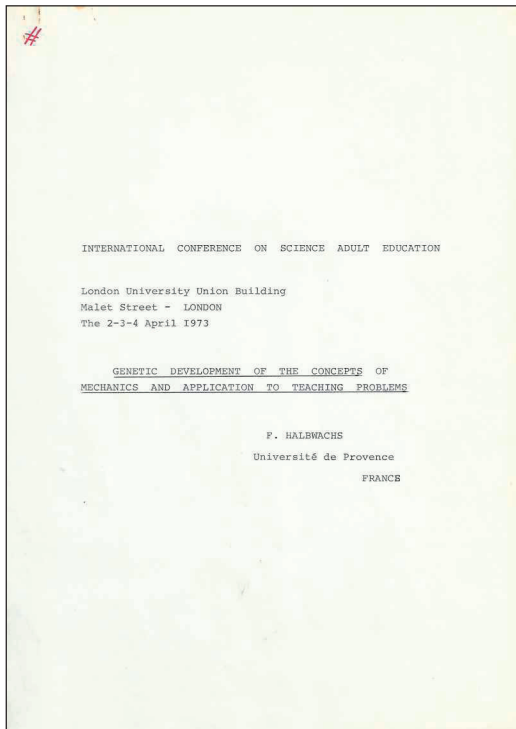 #
INTERNATIONAL CONFERENCE ON SCIENCE ADULT EDUCATION
London University Union Building
Malet Street - LONDON
The 2-3-4 April I973
GENETIC DEVELOPMENT OF THE CONCEPTS OF
MECHANICS AND APPLICATION TO TEACHING PROBLEMS
F. HALBWACHS
Université de Provence
FRANCE